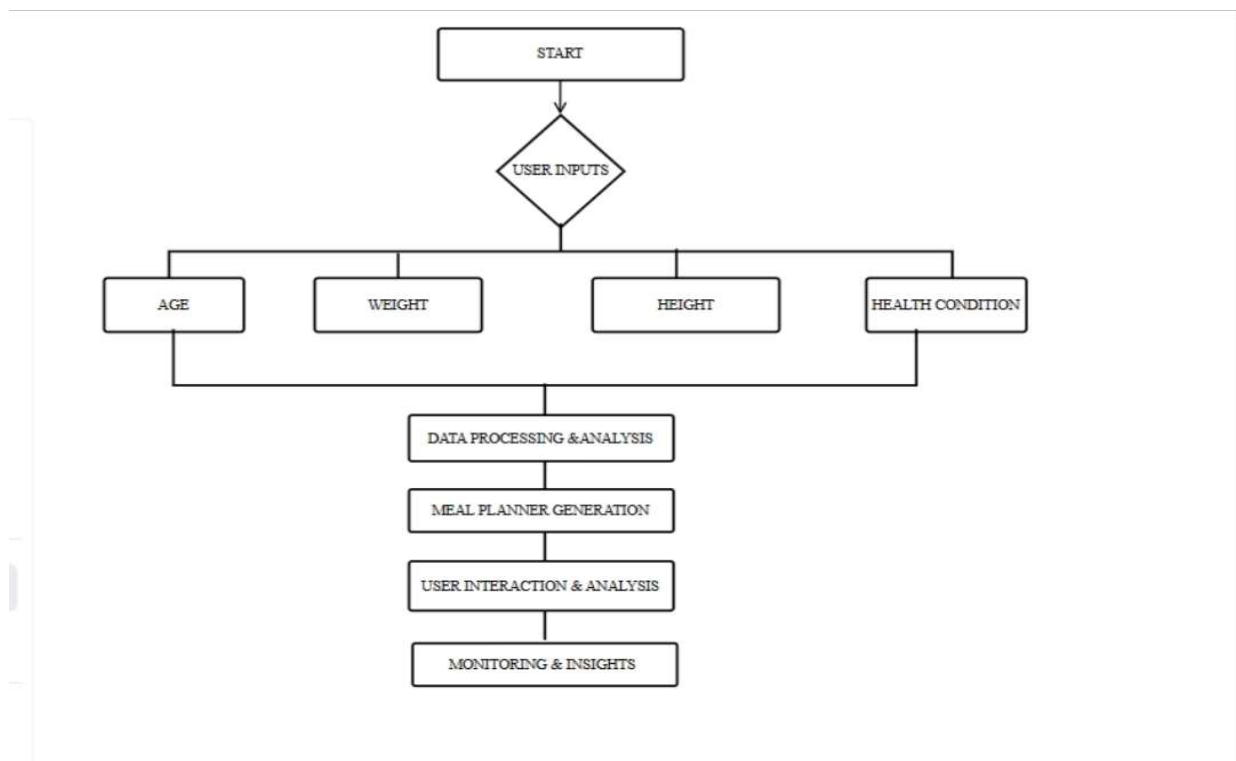 START
USER INPUTS
AGE
WEIGHT
HEIGHT
HEALTH CONDITION
DATA PROCESSING &ANALYSIS
MEAL PLANNER GENERATION
USER INTERACTION & ANALYSIS
MONITORING & INSIGHTS